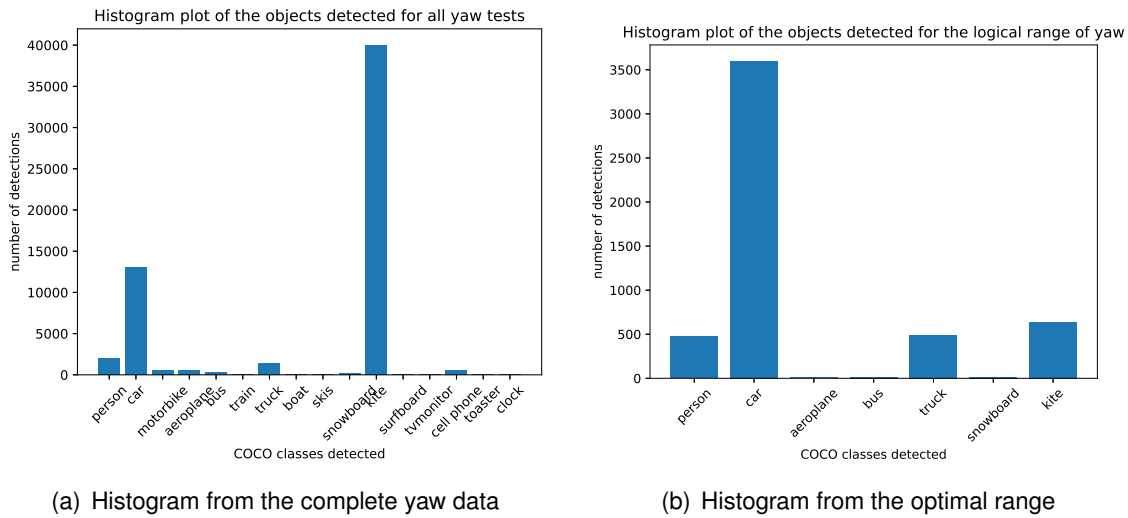 Histogram plot of the objects detected for all yaw tests
40000
35000
30000
25000
20000
15000
10000
5000
0
number of detections
person
car
motorbike
aeroplane
bus
train
truck
boat
skis
snowboard
kite
surfboard
tvmonitor
cell phone
toaster
clock
COCO classes detected
(a) Histogram from the complete yaw data
Histogram plot of the objects detected for the logical range of yaw
3500
3000
2500
2000
1500
1000
500
0
number of detections
person
car
aeroplane
bus
truck
snowboard
kite
COCO classes detected
(b) Histogram from the optimal range